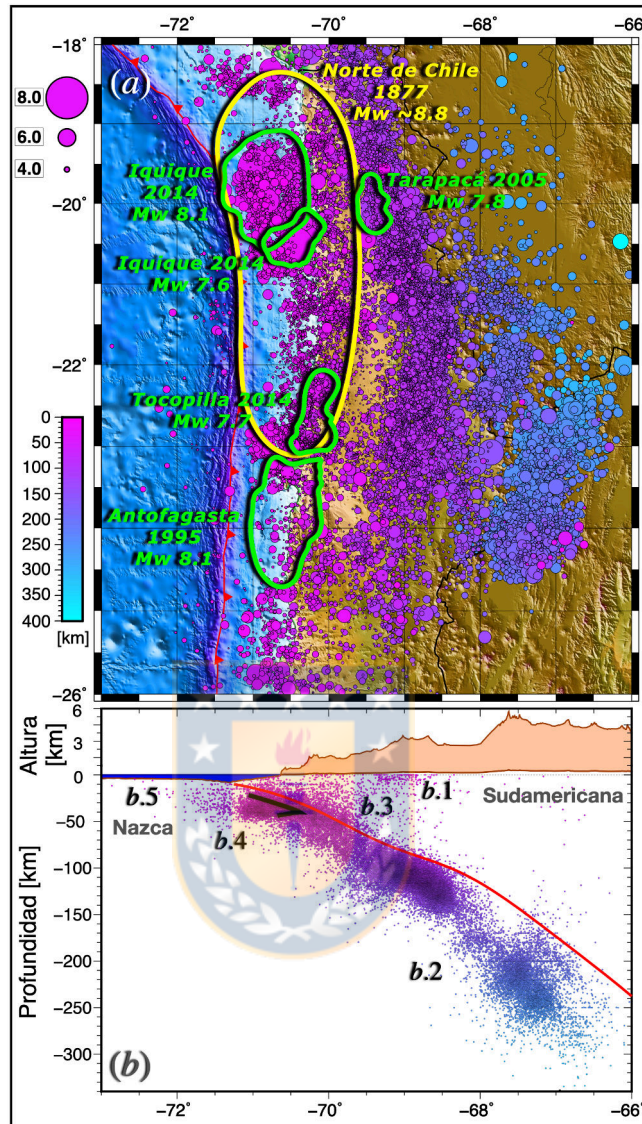 −72° −70° −68° −66°
−18°
−20°
−22°
−26°
(a)
8.0
6.0
4.0
Norte de Chile
1877
Mw ~8.8
Iquique
2014
Mw 8.1
Tarapacá 2005
Mw 7.8
Iquique 2014
Mw 7.6
Tocopilla 2014
Mw 7.7
Antofagasta
1995
Mw 8.1
0
50
100
150
200
250
300
350
400
[km]
Altura
[km]
6
3
0
b.5
b.1
Nazca
b.3
Sudamericana
b.4
b.2
Profundidad [km]
0
−50
−100
−150
−200
−250
−300
(b)
−72° −70° −68° −66°